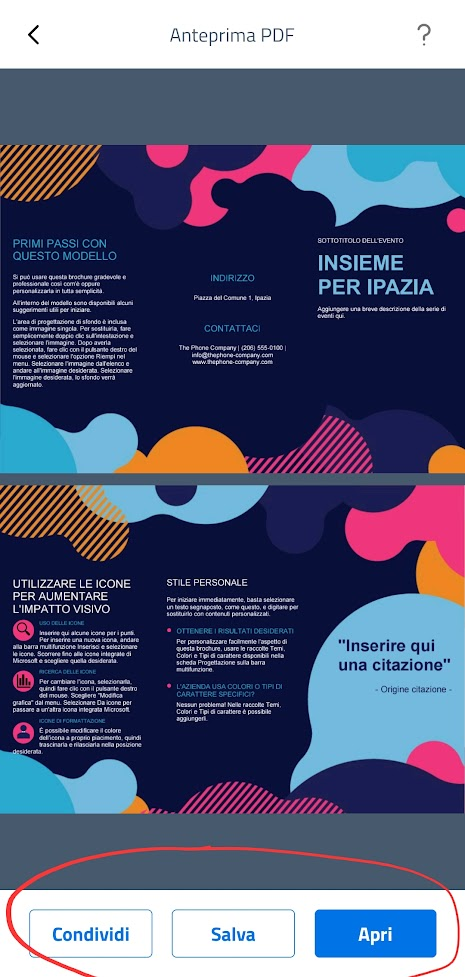 Anteprima PDF
?
PRIMI PASSI CON
QUESTO MODELLO
Si può usare questa brochure gradevole e
professionale così com'è oppure
personalizzarla in tutta semplicità.
All'interno del modello sono disponibili alcuni
suggerimenti utili per iniziare.
L'area di progettazione di sfondo è inclusa
come immagine singola. Per sostituirla, fare
semplicemente doppio clic sull'intestazione e
selezionare l'immagine. Dopo averla
selezionata, fare clic con il pulsante destro del
mouse e selezionare l'opzione Riempi nel
menu. Selezionare l'immagine dall'elenco e
andare all'immagine desiderata. Selezionare
l'immagine desiderata, lo sfondo verrà
aggiornato.
INDIRIZZO
Piazza del Comune 1, Ipazia
CONTATTACI
The Phone Company | (206) 555-0100 |
info@thephone-company.com
www.thephone-company.com
SOTTOTITOLO DELL'EVENTO
INSIEME
PER IPAZIA
Aggiungere una breve descrizione della serie di
eventi qui.
UTILIZZARE LE ICONE
PER AUMENTARE
L'IMPATTO VISIVO
USO DELLE ICONE
Inserire qui alcune icone per i punti.
Per inserire una nuova icona, andare
alla barra multifunzione Inserisci e selezionare
le icone. Scorrere fino alle icone integrate di
Microsoft e scegliere quella desiderata.
RICERCA DELLE ICONE
Per cambiare l'icona, selezionarla,
quindi fare clic con il pulsante destro
del mouse. Scegliere "Modifica
grafica" dal menu. Selezionare Da icone per
passare a un'altra icona integrata Microsoft.
ICONE DI FORMATTAZIONE
È possibile modificare il colore
dell'icona a proprio piacimento, quindi
trascinarla e rilasciarla nella posizione
desiderata.
STILE PERSONALE
Per iniziare immediatamente, basta selezionare
un testo segnaposto, come questo, e digitare per
sostituirlo con contenuti personalizzati.
OTTENERE I RISULTATI DESIDERATI
Per personalizzare facilmente l'aspetto di
questa brochure, usare le raccolte Temi,
Colori e Tipi di carattere disponibili nella
scheda Progettazione sulla barra
multifunzione.
L'AZIENDA USA COLORI O TIPI DI
CARATTERE SPECIFICI?
Nessun problema! Nelle raccolte Temi,
Colori e Tipi di carattere è possibile
aggiungerli.
"Inserire qui
una citazione"
- Origine citazione -
Condividi
Salva
Apri